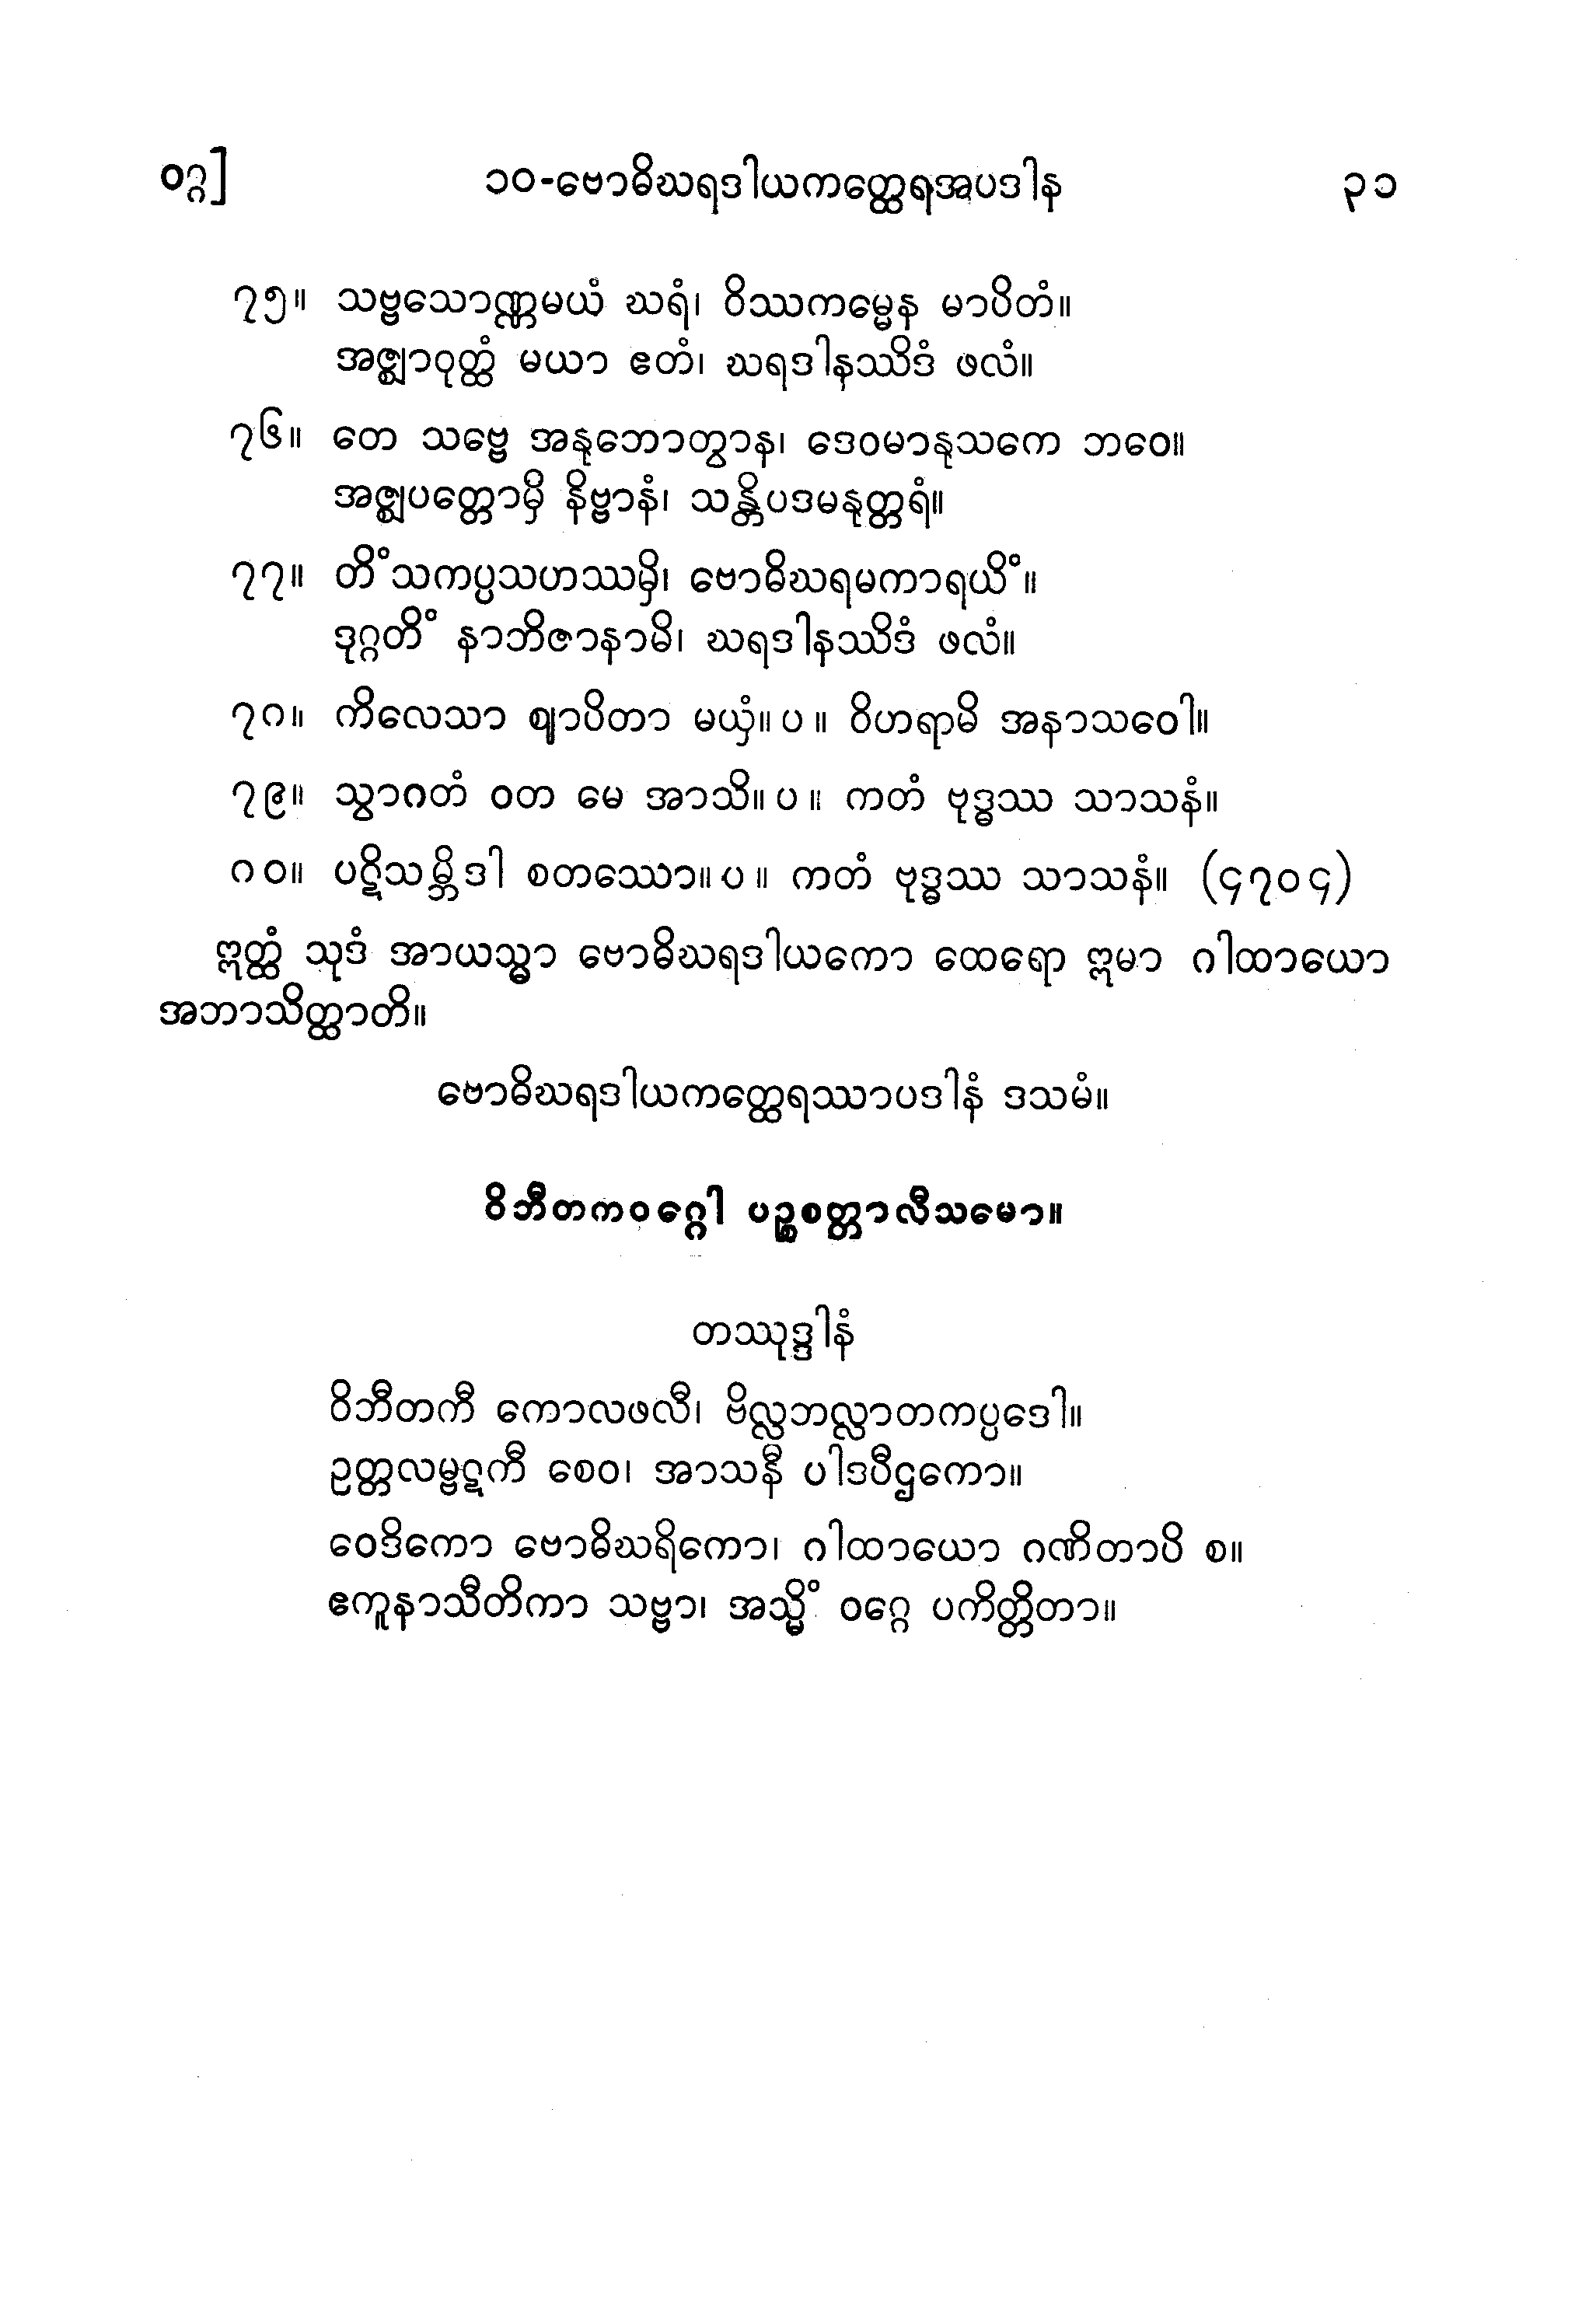 ဝဂ္ဂ]
၁၀-ဗောဓိဃရဒါယကတ္ထေရအပဒါန
၃၁
၇၅။ သဗ္ဗသောဏ္ဏမယံ ဃရံ၊ ဝိဿကမ္မေန မာပိတံ။
အဇ္ဈာဝုတ္ထံ မယာ ဧတံ၊ ဃရဒါနဿိဒံ ဖလံ။
၇၆။ တေ သဗ္ဗေ အနုဘောတွာန၊ ဒေဝမာနုသကေ ဘဝေ။
အဇ္ဈပတ္တောမှိ နိဗ္ဗာနံ၊ သန္တိပဒမနုတ္တရံ။
၇၇။ တိံသကပ္ပသဟဿမှိ၊ ဗောဓိဃရမကာရယိံ။
ဒုဂ္ဂတိံ နာဘိဇာနာမိ၊ ဃရဒါနဿိဒံ ဖလံ။
၇၈။ ကိလေသာ ဈာပိတာ မယှံ။ ပ ။ ဝိဟရာမိ အနာသဝေါ။
၇၉။ သွာဂတံ ဝတ မေ အာသိ။ ပ ။ ကတံ ဗုဒ္ဓဿ သာသနံ။
၈၀။ ပဋိသမ္ဘိဒါ စတဿော။ ပ ။ ကတံ ဗုဒ္ဓဿ သာသနံ။ (၄၇၀၄)
ဣတ္ထံ သုဒံ အာယသ္မာ ဗောဓိဃရဒါယကော ထေရော ဣမာ ဂါထာယော
အဘာသိတ္ထာတိ။
ဗောဓိဃရဒါယကတ္ထေရဿာပဒါနံ ဒသမံ။
ဝိဘီတကဝဂ္ဂေါ ပဉ္စစတ္တာလီသမော။
တဿုဒ္ဒါနံ
ဝိဘီတကီ ကောလဖလီ၊ ဗိလ္လဘလ္လာတကပ္ပဒေါ။
ဥတ္တလမ္ဗဋကီ စေဝ၊ အာသနီ ပါဒပီဌကော။
ဝေဒိကော ဗောဓိဃရိကော၊ ဂါထာယော ဂဏိတာပိ စ။
ဧကူနာသီတိကာ သဗ္ဗာ၊ အသ္မိံ ဝဂ္ဂေ ပကိတ္တိတာ။